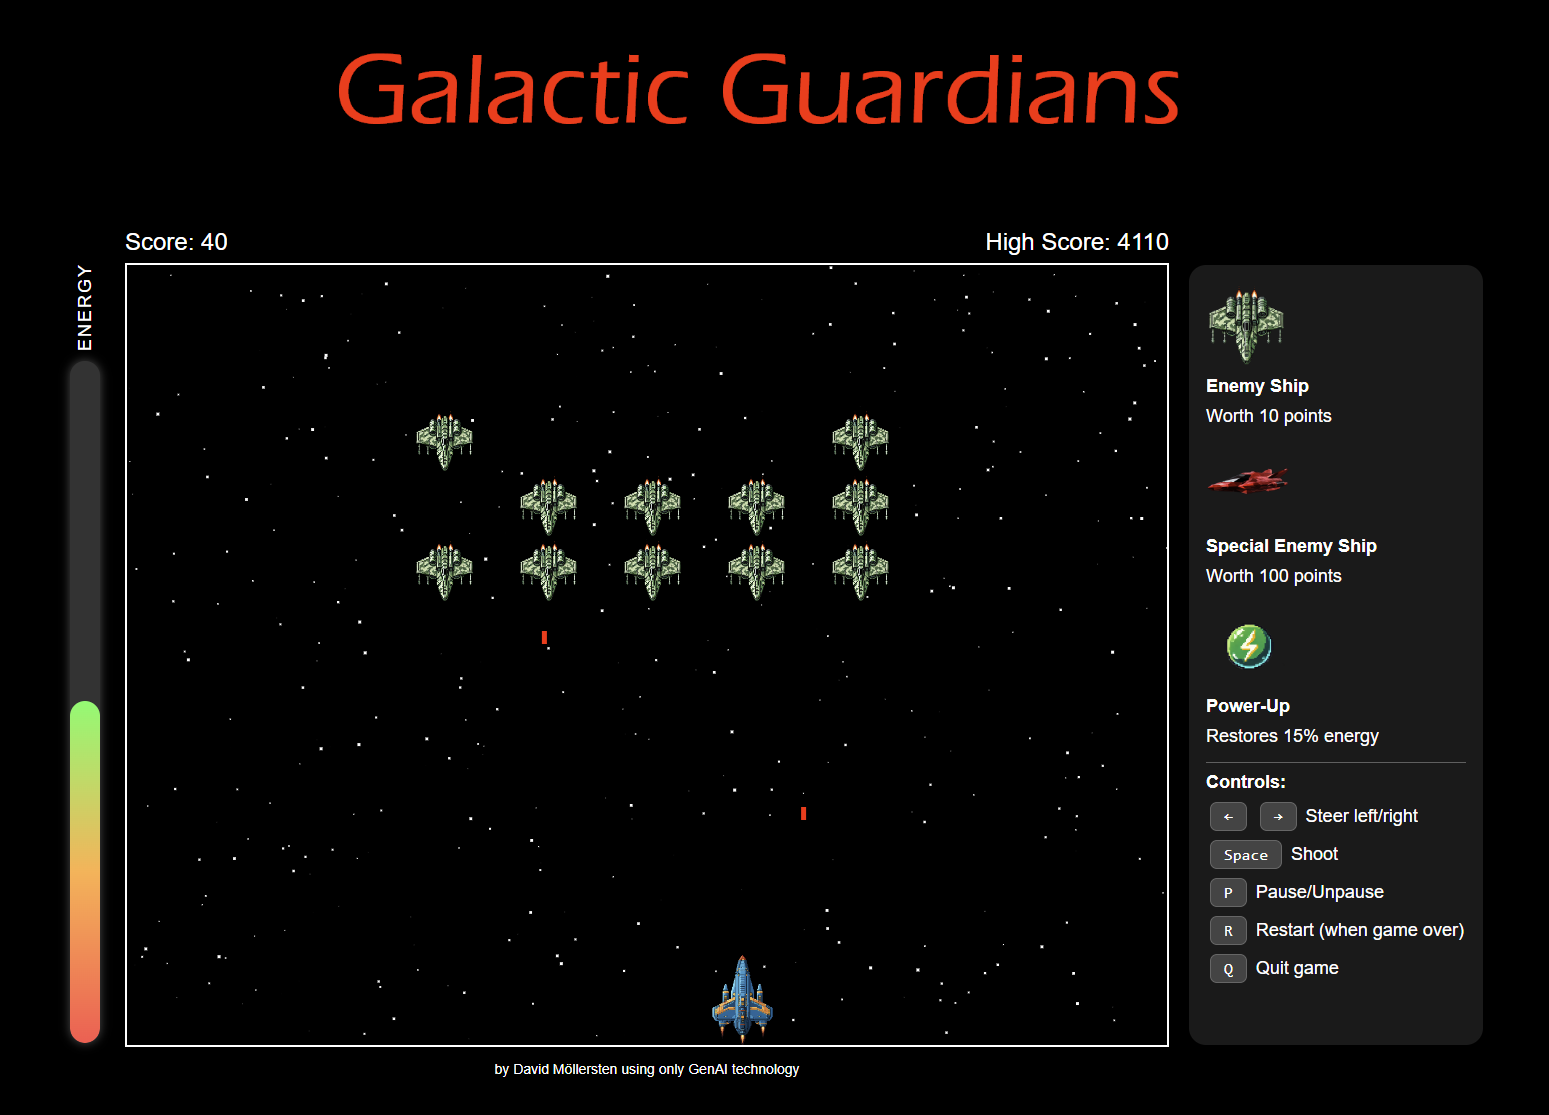 Galactic Guardians
Score: 40
High Score: 4110
ENERGY
Enemy Ship
Worth 10 points
Special Enemy Ship
Worth 100 points
Power-Up
Restores 15% energy
Controls:
← → Steer left/right
Space Shoot
P Pause/Unpause
R Restart (when game over)
Q Quit game
by David Möllersten using only GenAI technology